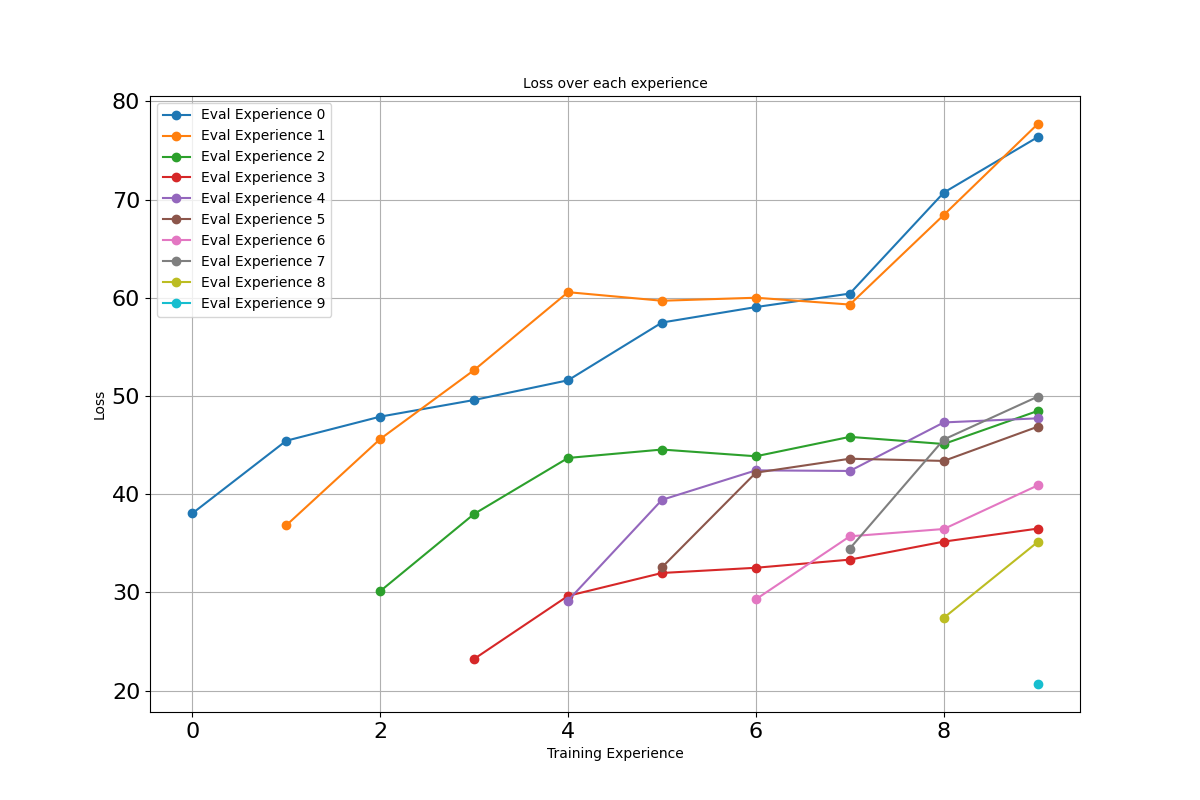 Loss over each experience
80
70
60
50
40
30
20
Loss
Eval Experience 0
Eval Experience 1
Eval Experience 2
Eval Experience 3
Eval Experience 4
Eval Experience 5
Eval Experience 6
Eval Experience 7
Eval Experience 8
Eval Experience 9
0 2 4 6 8
Training Experience